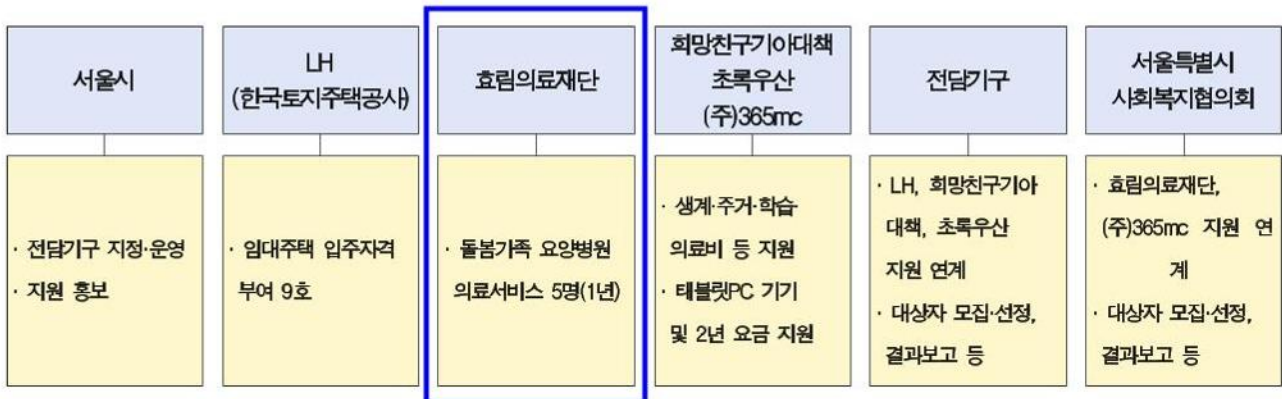 서울시
전담기구 지정·운영
지원 홍보
LH
(한국토지주택공사)
임대주택 입주자격
부여 9호
효림의료재단
돌봄가족 요양병원
의료서비스 5명(1년)
희망친구기아대책
초록우산
(주)365mc
· 생계·주거·학습
의료비 등 지원
· 태블릿PC 기기
및 2년 요금 지원
전담기구
· LH, 희망친구기아
대책, 초록우산
지원 연계
· 대상자 모집·선정,
결과보고 등
서울특별시
사회복지협의회
· 효림의료재단,
(주)365mc 지원 연
계
· 대상자 모집·선정,
결과보고 등